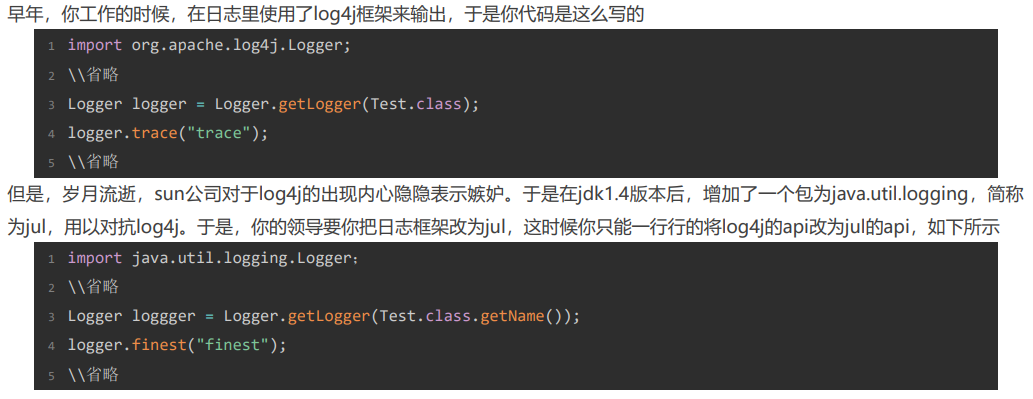 早年，你工作的时候，在日志里使用了log4j框架来输出，于是你代码是这么写的
1 import org.apache.log4j.Logger;
2 \\省略
3 Logger logger = Logger.getLogger(Test.class);
4 logger.trace("trace");
5 \\省略
但是，岁月流逝，sun公司对于log4j的出现内心隐隐表示嫉妒。于是在jdk1.4版本后，增加了一个包为java.util.logging，简称
为jul，用以对抗log4j。于是，你的领导要你把日志框架改为jul，这时候你只能一行行的将log4j的api改为jul的api，如下所示
1 import java.util.logging.Logger；
2 \\省略
3 Logger loggger = Logger.getLogger(Test.class.getName());
4 logger.finest("finest");
5 \\省略